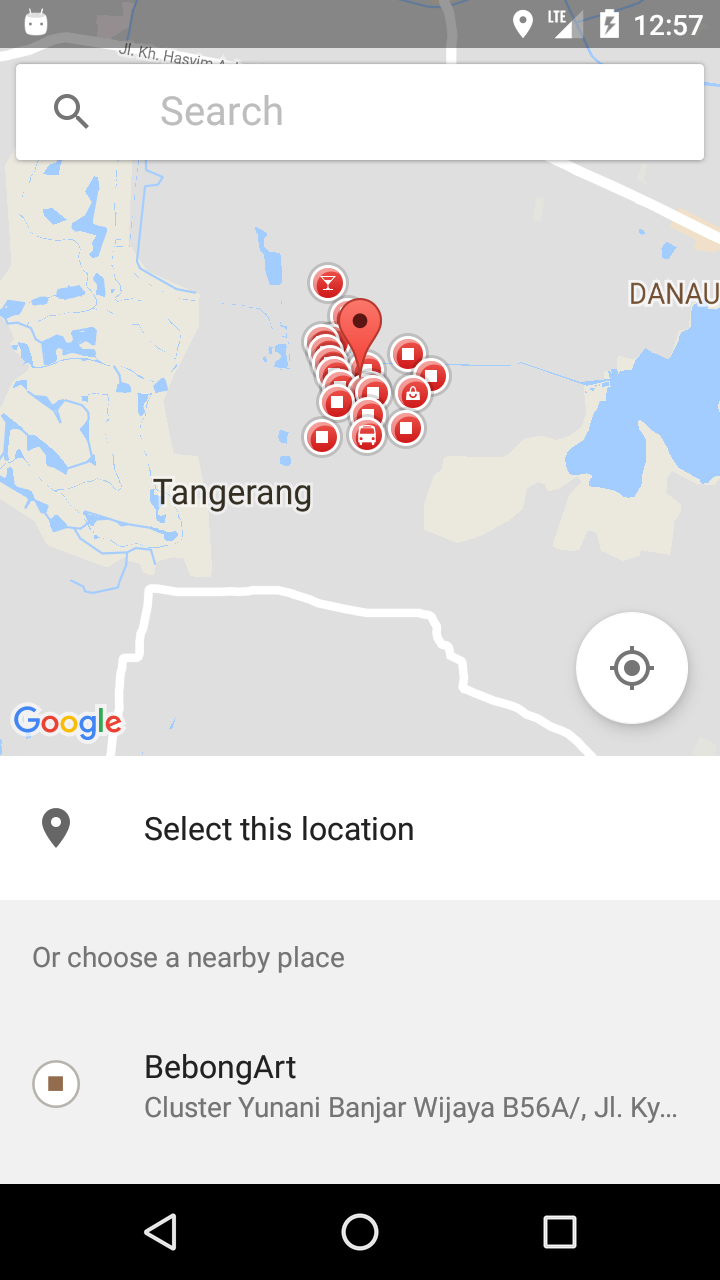 LTE 12:57
Jl. Kh. Hasyim
Search
DANAU
Tangerang
Google
Select this location
Or choose a nearby place
BebongArt
Cluster Yunani Banjar Wijaya B56A/, Jl. Ky...